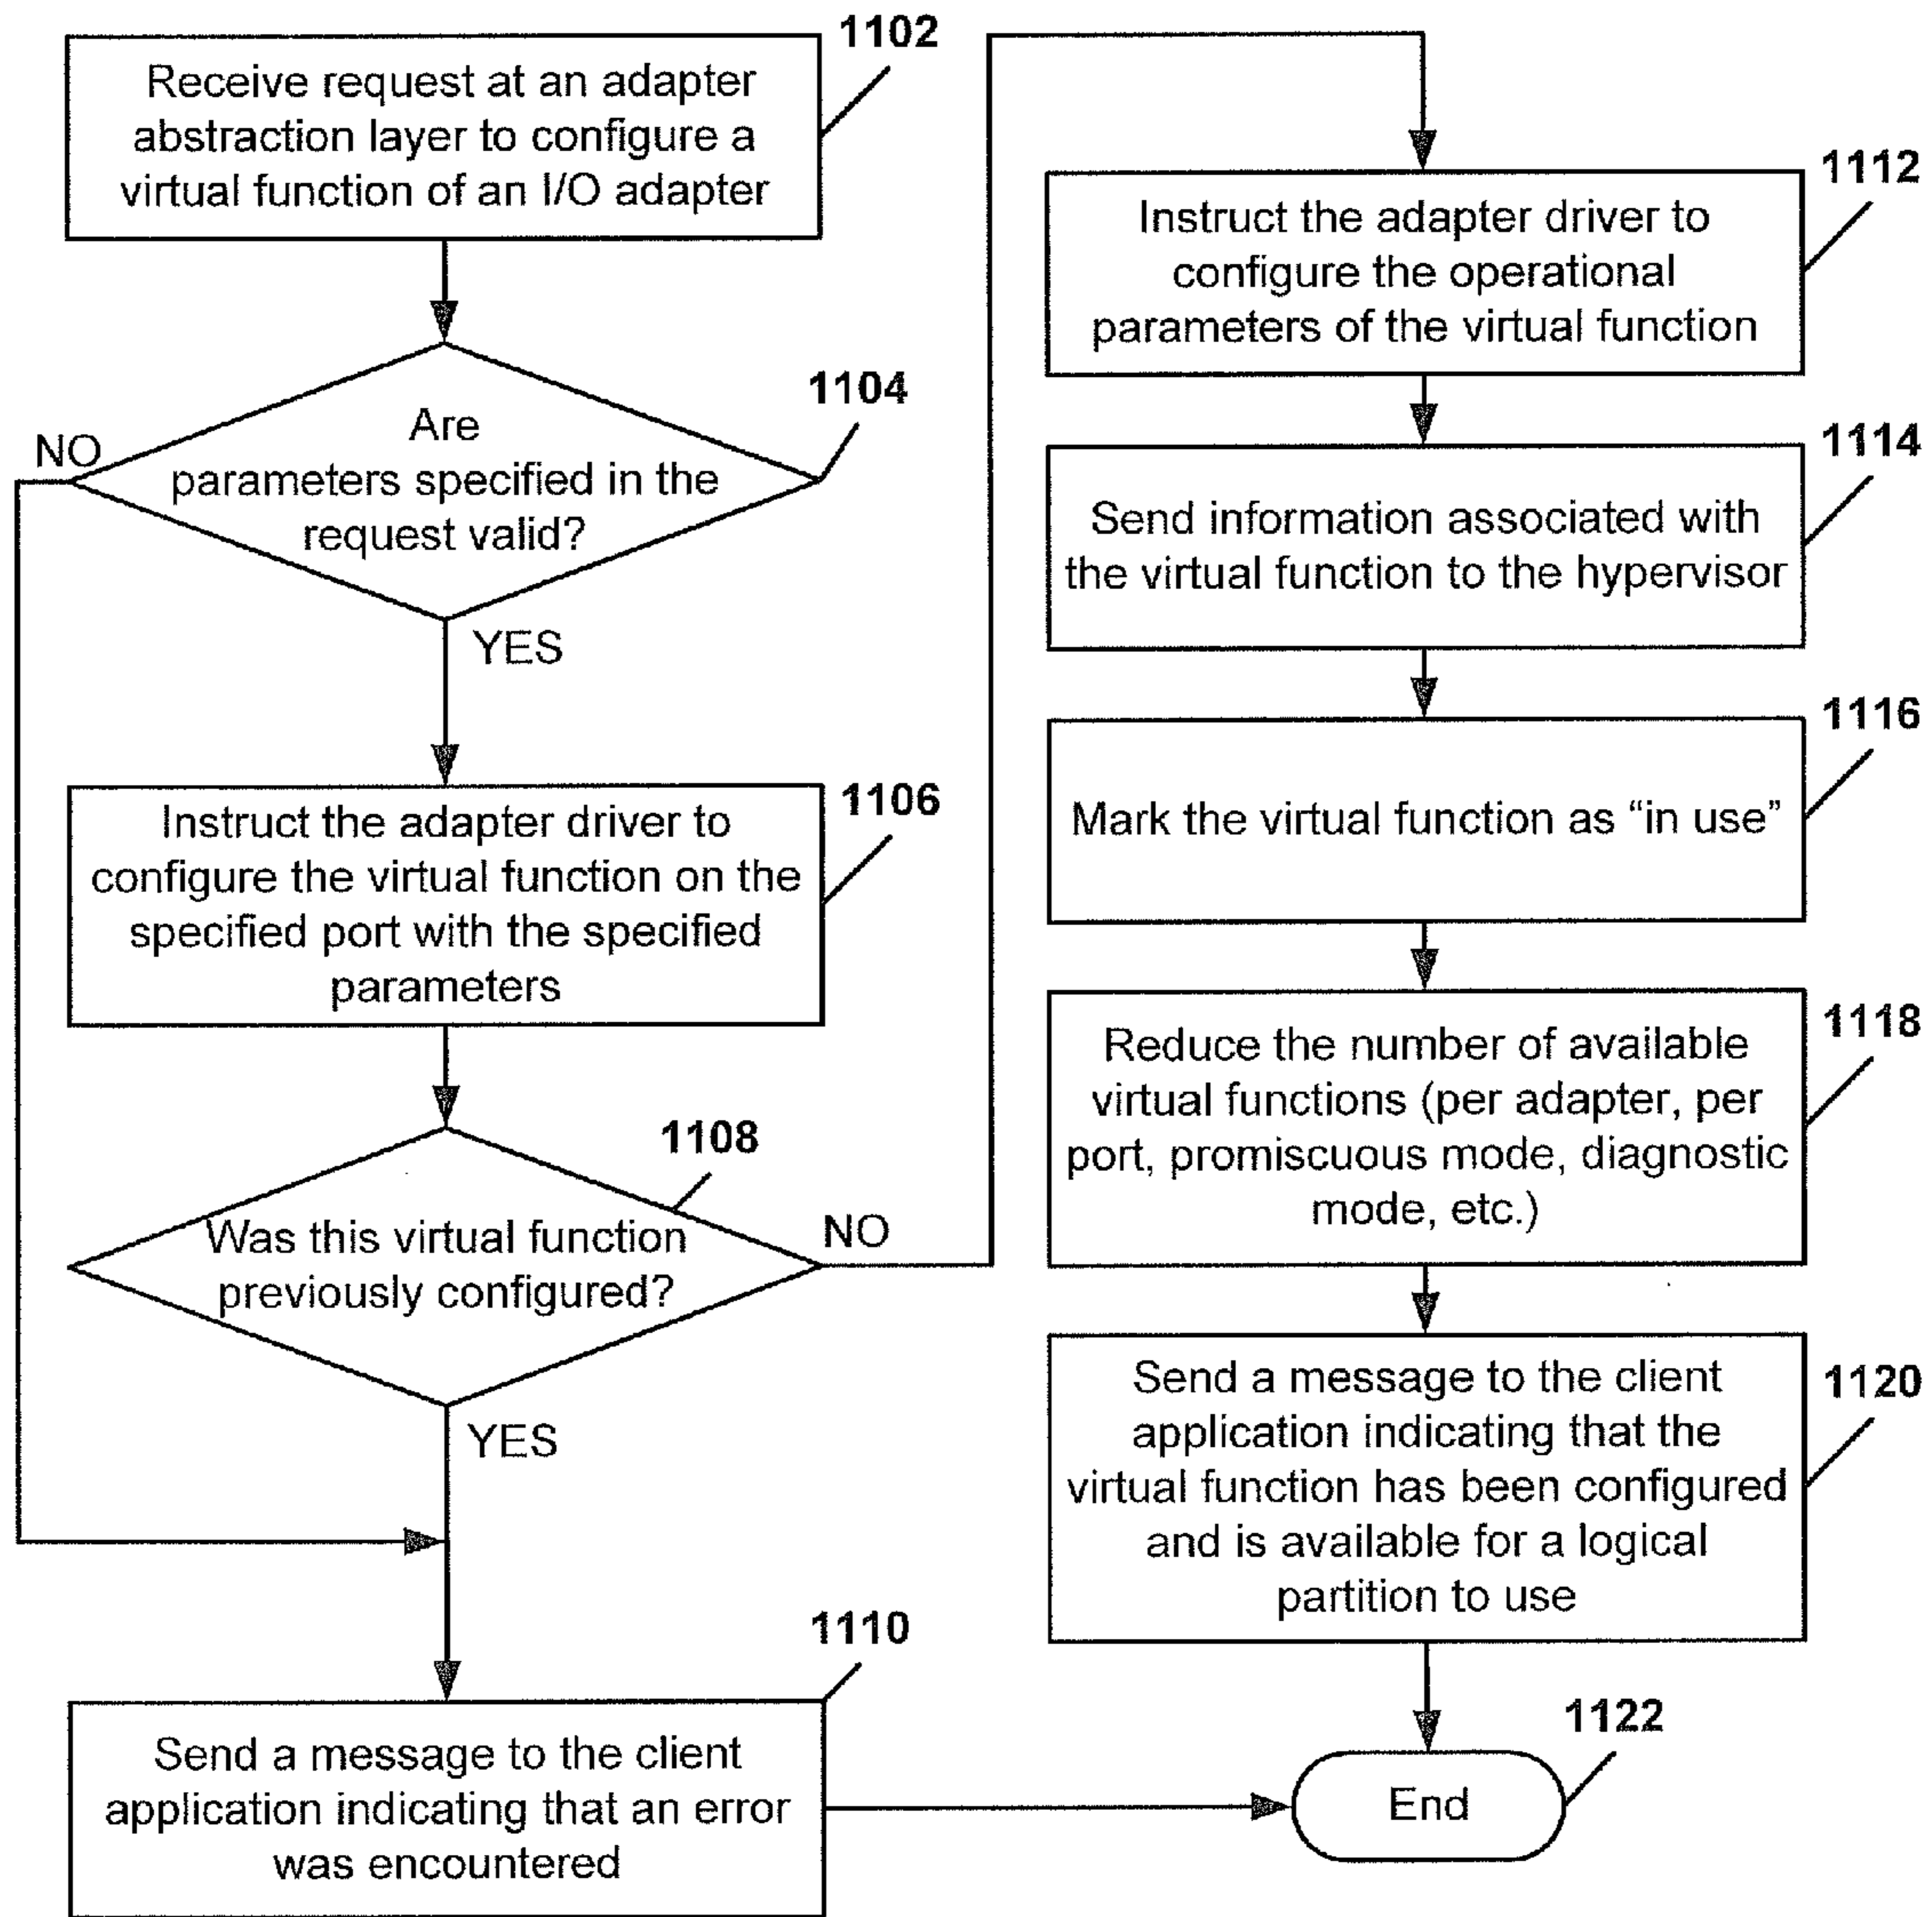 1102
Receive request at an adapter
abstraction layer to configure a
virtual function of an I/O adapter
1104
NO
Are
parameters specified in the
request valid?
YES
1106
Instruct the adapter driver to
configure the virtual function on the
specified port with the specified
parameters
1108
Was this virtual function
previously configured?
NO
YES
1110
Send a message to the client
application indicating that an error
was encountered
1112
Instruct the adapter driver to
configure the operational
parameters of the virtual function
1114
Send information associated with
the virtual function to the hypervisor
1116
Mark the virtual function as “in use”
1118
Reduce the number of available
virtual functions (per adapter, per
port, promiscuous mode, diagnostic
mode, etc.)
1120
Send a message to the client
application indicating that the
virtual function has been configured
and is available for a logical
partition to use
1122
End